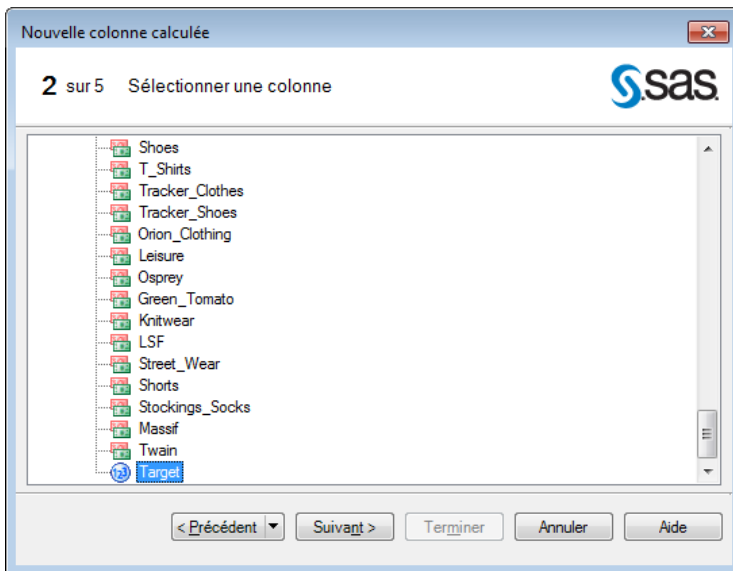 Nouvelle colonne calculée
2 sur 5 Sélectionner une colonne
sas
Shoes
T_Shirts
Tracker_Clothes
Tracker_Shoes
Orion_Clothing
Leisure
Osprey
Green_Tomato
Knitwear
LSF
Street_Wear
Shorts
Stockings_Socks
Massif
Twain
123 Target
< Précédent Suivant > Terminer Annuler Aide